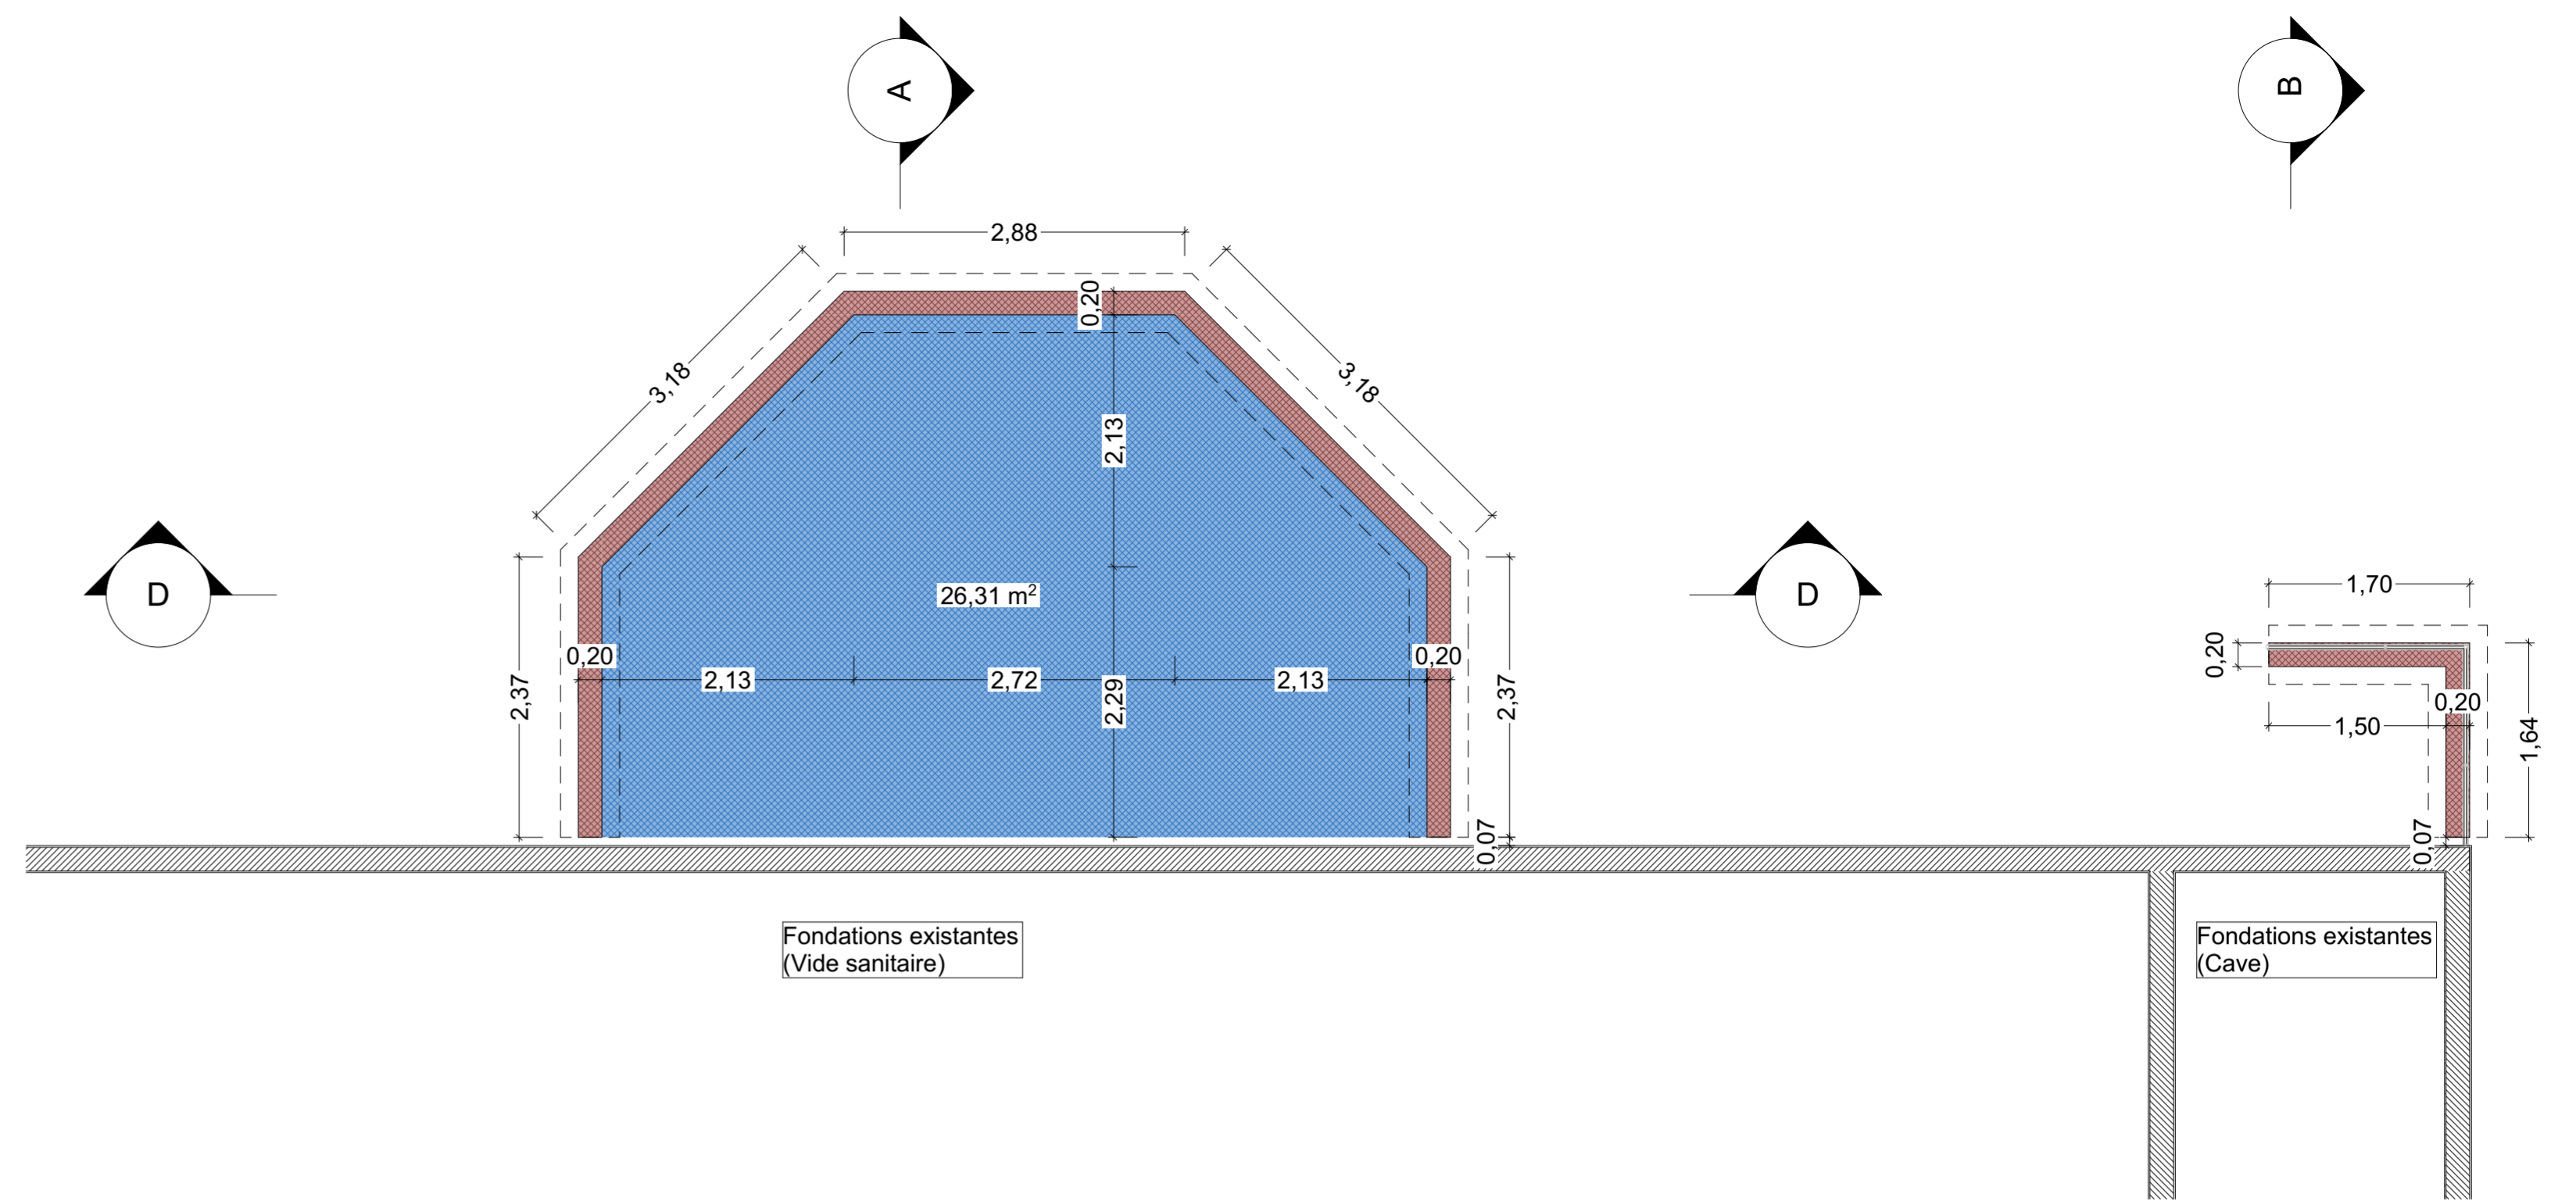 A
B
2,88
0,20
3,18
3,18
2,13
D
D
1,70
26,31 m²
0,20
0,20
0,20
2,37
2,13
2,72
2,29
2,13
2,37
0,20
1,50
1,64
0,07
0,07
Fondations existantes
(Vide sanitaire)
Fondations existantes
(Cave)